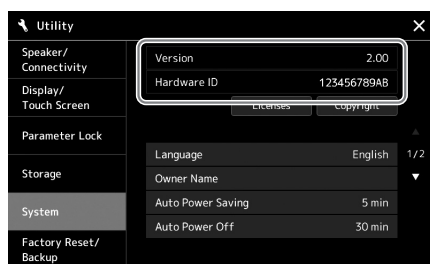 Utility
Speaker/
Connectivity
Display/
Touch Screen
Parameter Lock
Storage
System
Factory Reset/
Backup
Version 2.00
Hardware ID 123456789AB
Licenses Copyright
Language English
Owner Name
Auto Power Saving 5 min
Auto Power Off 30 min
1/2